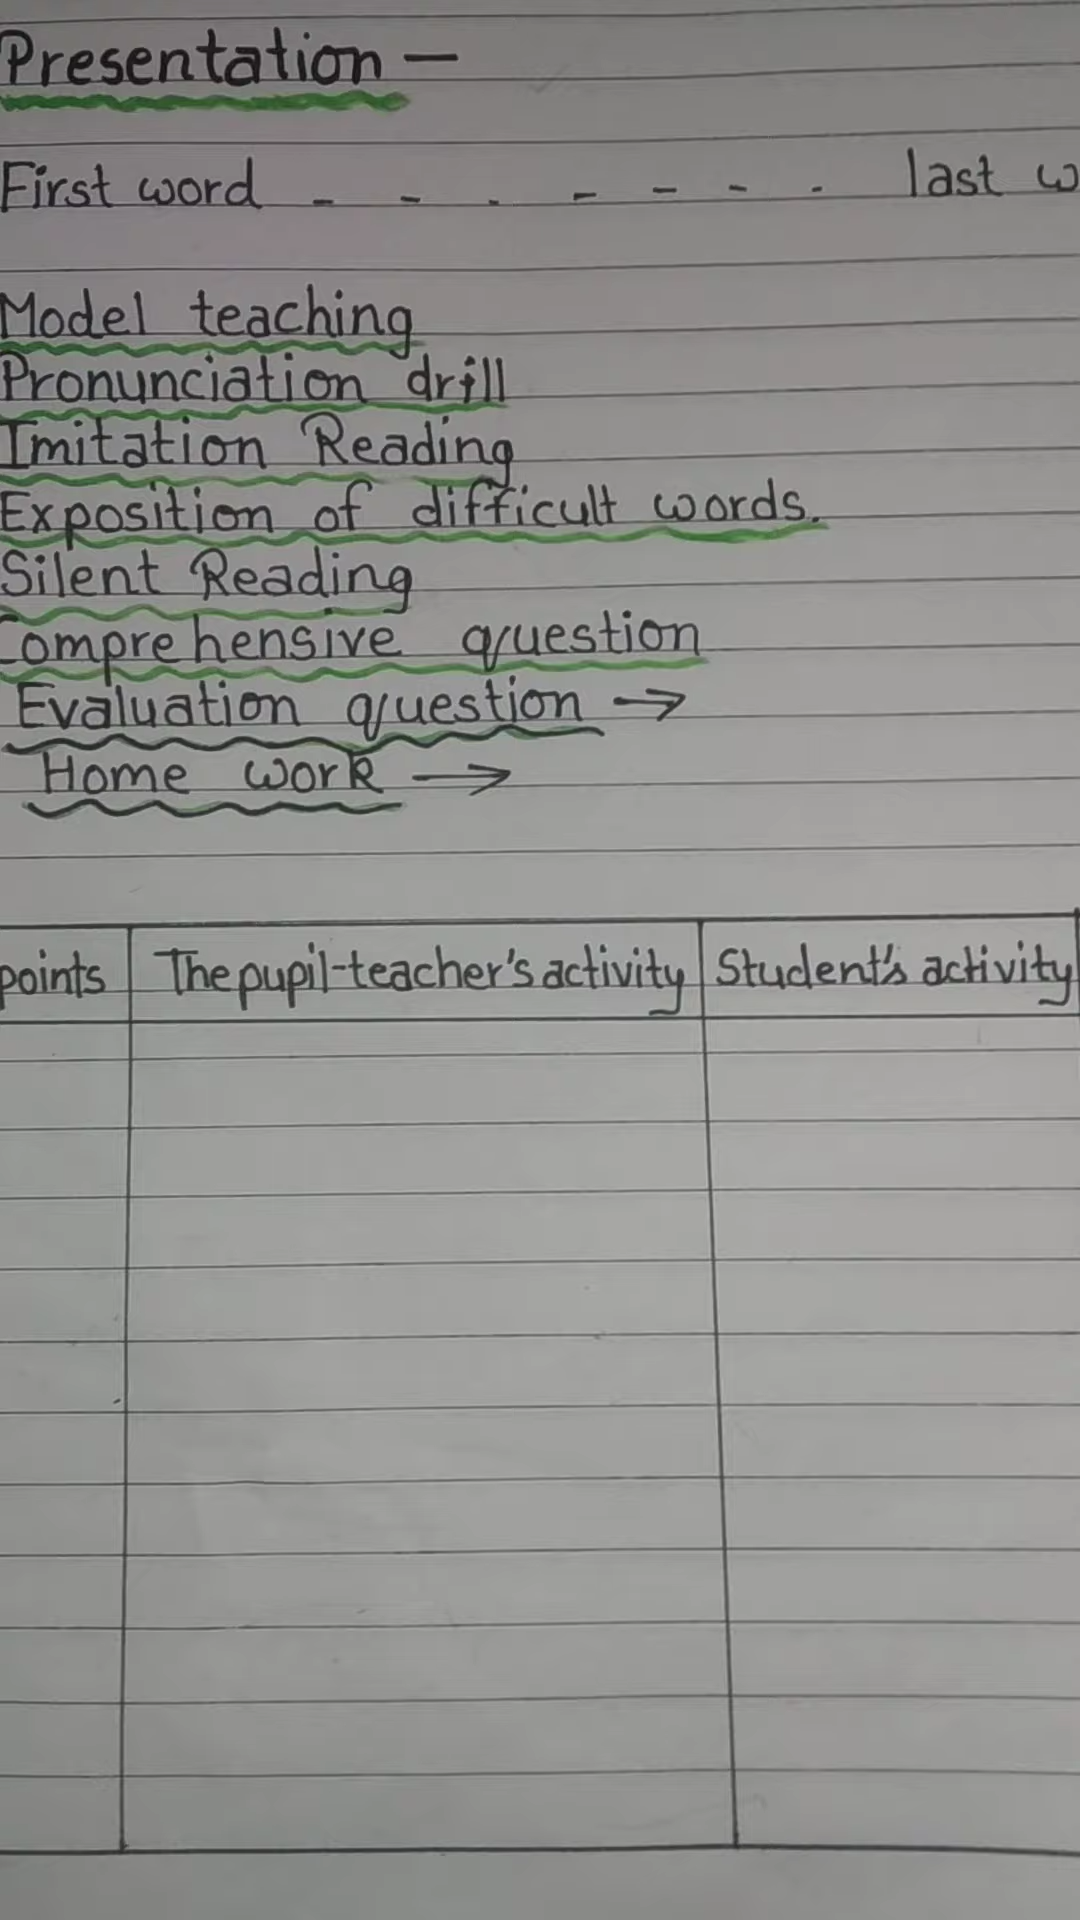 Presentation —
First word - - . - - - . last w
Model teaching
Pronunciation drill
Imitation Reading
Exposition of difficult words.
Silent Reading
Comprehensive question
Evaluation question →
Home work →
points The pupil-teacher's activity Student's activity